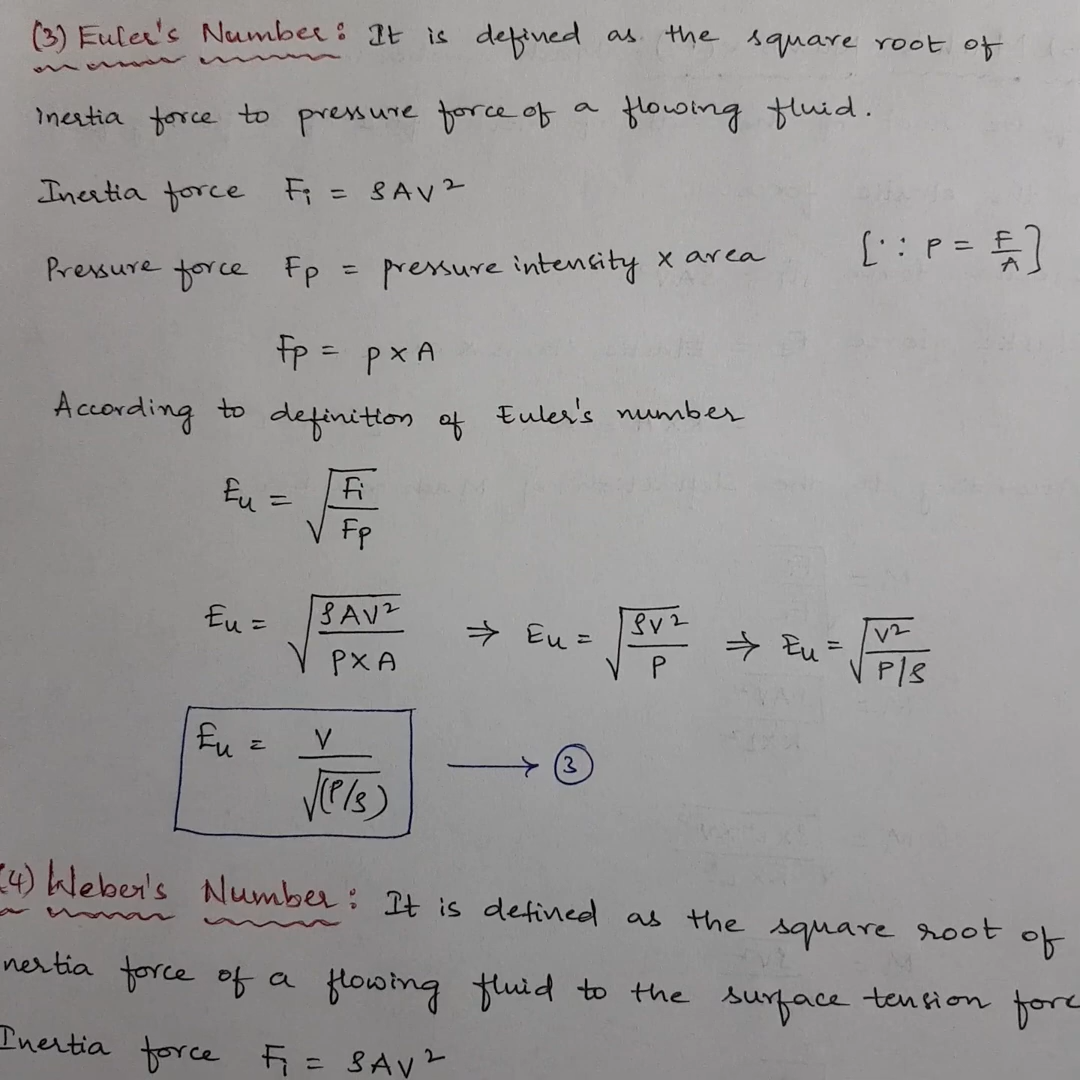 (3) Euler's Number : It is defined as the square root of
inertia force to pressure force of a flowing fluid.
Inertia force Fi = ρAV²
Pressure force Fp = pressure intensity × area [∵ P = F/A]
Fp = P × A
According to definition of Euler's number
Eu = √(Fi/Fp)
Eu = √(ρAV²/P×A) ⇒ Eu = √(ρV²/P) ⇒ Eu = √(V²/P/ρ)
Eu = V/√(P/ρ) → ③
(4) Weber's Number : It is defined as the square root of
nertia force of a flowing fluid to the surface tension forc
Inertia force Fi = ρAV²